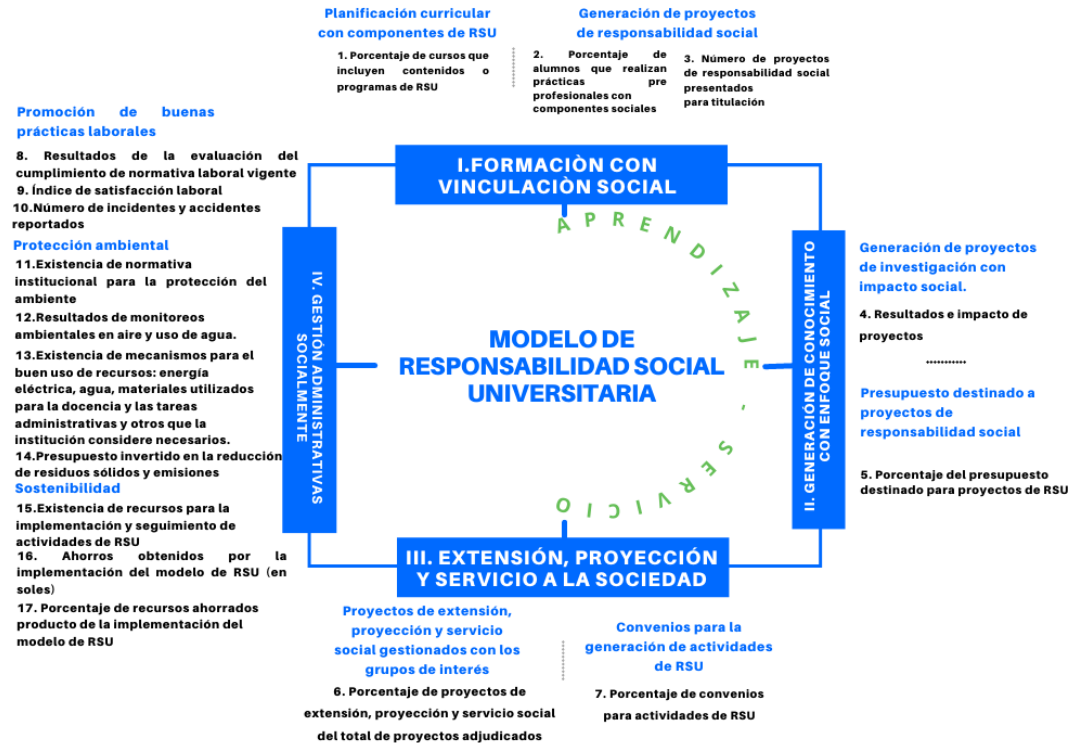 Planificación curricular
con componentes de RSU
1. Porcentaje de cursos que
incluyen contenidos o
programas de RSU
Generación de proyectos
de responsabilidad social
2. Porcentaje de
alumnos que realizan
prácticas pre
profesionales con
componentes sociales
3. Número de proyectos
de responsabilidad social
presentados
para titulación
Promoción de buenas
prácticas laborales
8. Resultados de la evaluación del
cumplimiento de normativa laboral vigente
9. Índice de satisfacción laboral
10.Número de incidentes y accidentes
reportados
Protección ambiental
11.Existencia de normativa
institucional para la protección del
ambiente
12.Resultados de monitoreos
ambientales en aire y uso de agua.
13.Existencia de mecanismos para el
buen uso de recursos: energía
eléctrica, agua, materiales utilizados
para la docencia y las tareas
administrativas y otros que la
institución considere necesarios.
14.Presupuesto invertido en la reducción
de residuos sólidos y emisiones
Sostenibilidad
15.Existencia de recursos para la
implementación y seguimiento de
actividades de RSU
16. Ahorros obtenidos por la
implementación del modelo de RSU (en
soles)
17. Porcentaje de recursos ahorrados
producto de la implementación del
modelo de RSU
I.FORMACIÒN CON
VINCULACIÒN SOCIAL
IV. GESTIÓN ADMINISTRATIVAS
SOCIALMENTE
MODELO DE
RESPONSABILIDAD SOCIAL
UNIVERSITARIA
APRENDIZAJE - SERVICIO
II. GENERACIÓN DE CONOCIMIENTO
CON ENFOQUE SOCIAL
III. EXTENSIÓN, PROYECCIÓN
Y SERVICIO A LA SOCIEDAD
Generación de proyectos
de investigación con
impacto social.
4. Resultados e impacto de
proyectos
Presupuesto destinado a
proyectos de
responsabilidad social
5. Porcentaje del presupuesto
destinado para proyectos de RSU
Proyectos de extensión,
proyección y servicio
social gestionados con los
grupos de interés
6. Porcentaje de proyectos de
extensión, proyección y servicio social
del total de proyectos adjudicados
Convenios para la
generación de actividades
de RSU
7. Porcentaje de convenios
para actividades de RSU